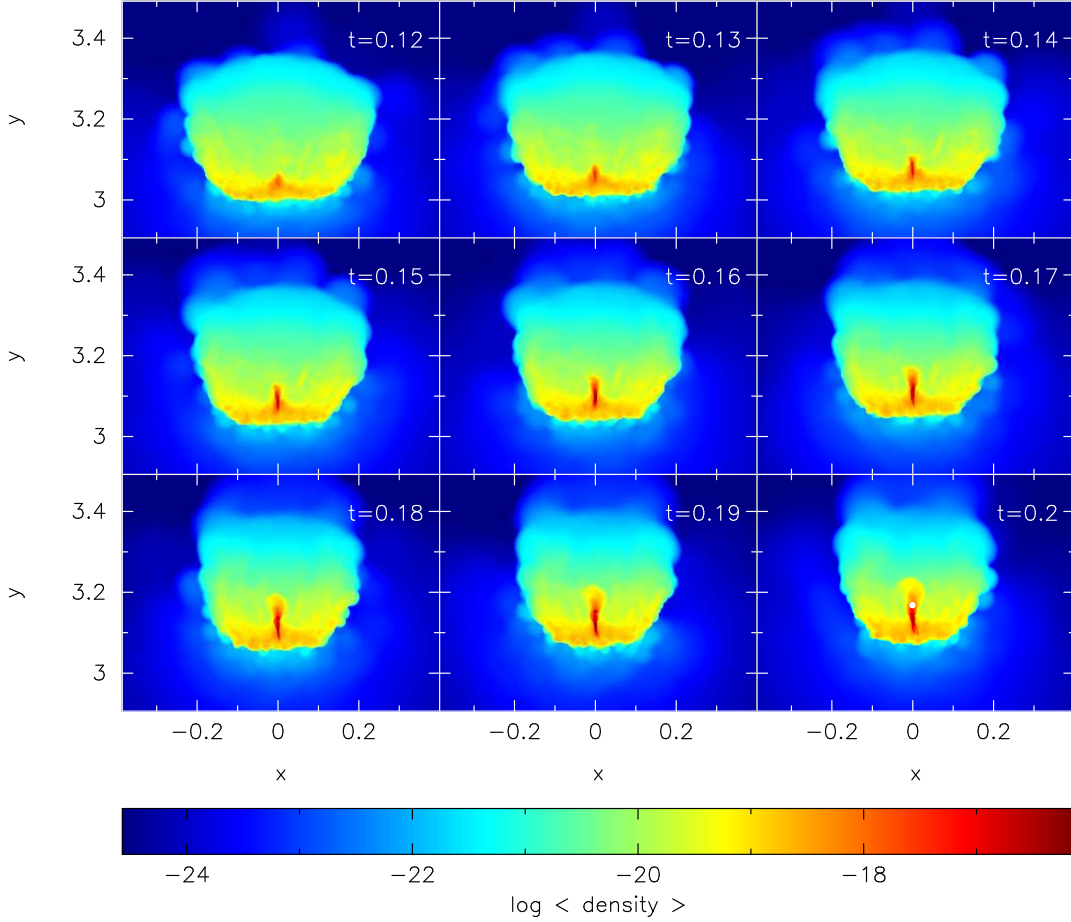 3.4 t=0.12 t=0.13 t=0.14
y 3.2
3
3.4 t=0.15 t=0.16 t=0.17
y 3.2
3
3.4 t=0.18 t=0.19 t=0.2
y 3.2
3
−0.2 0 0.2 −0.2 0 0.2 −0.2 0 0.2
x x x
−24 −22 −20 −18
log < density >